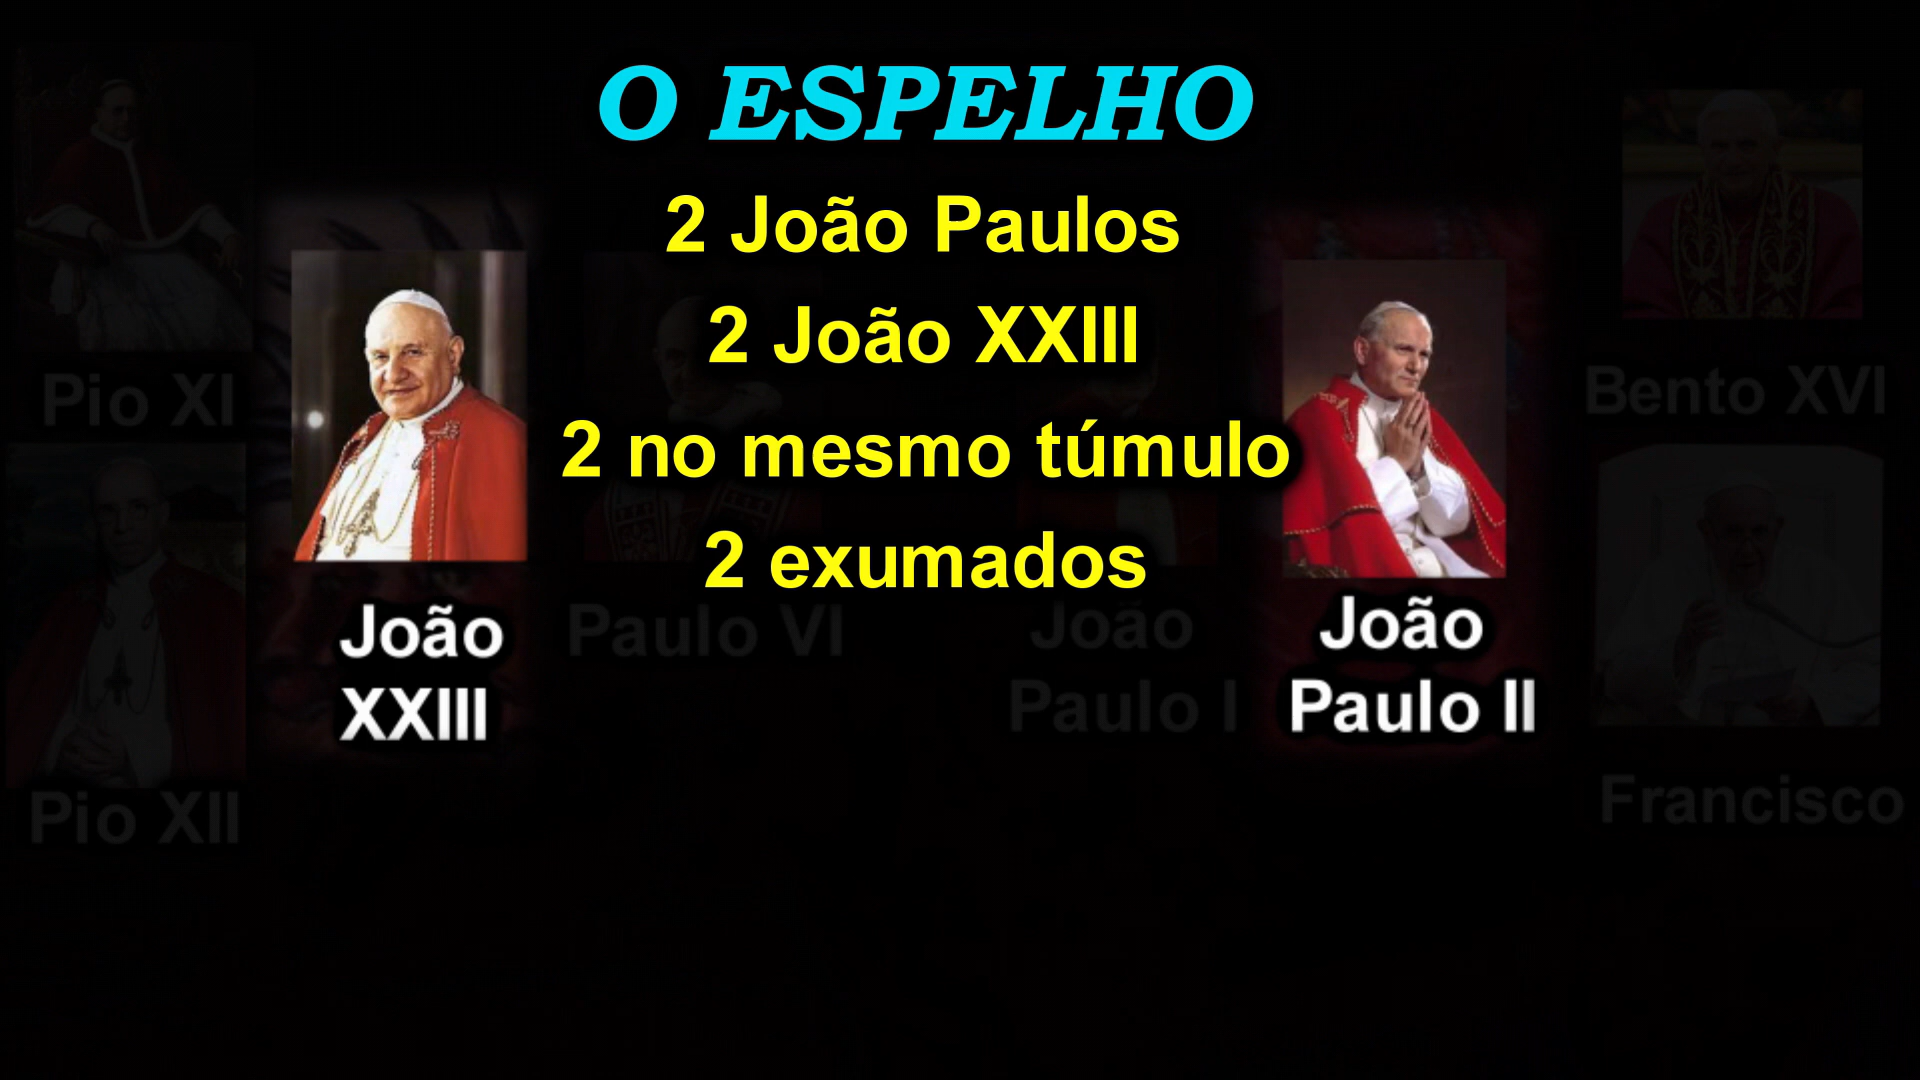 O ESPELHO
2 João Paulos
2 João XXIII
2 no mesmo túmulo
2 exumados
Pio XI
Pio XII
João
XXIII
Paulo VI
João
Paulo I
João
Paulo II
Bento XVI
Francisco